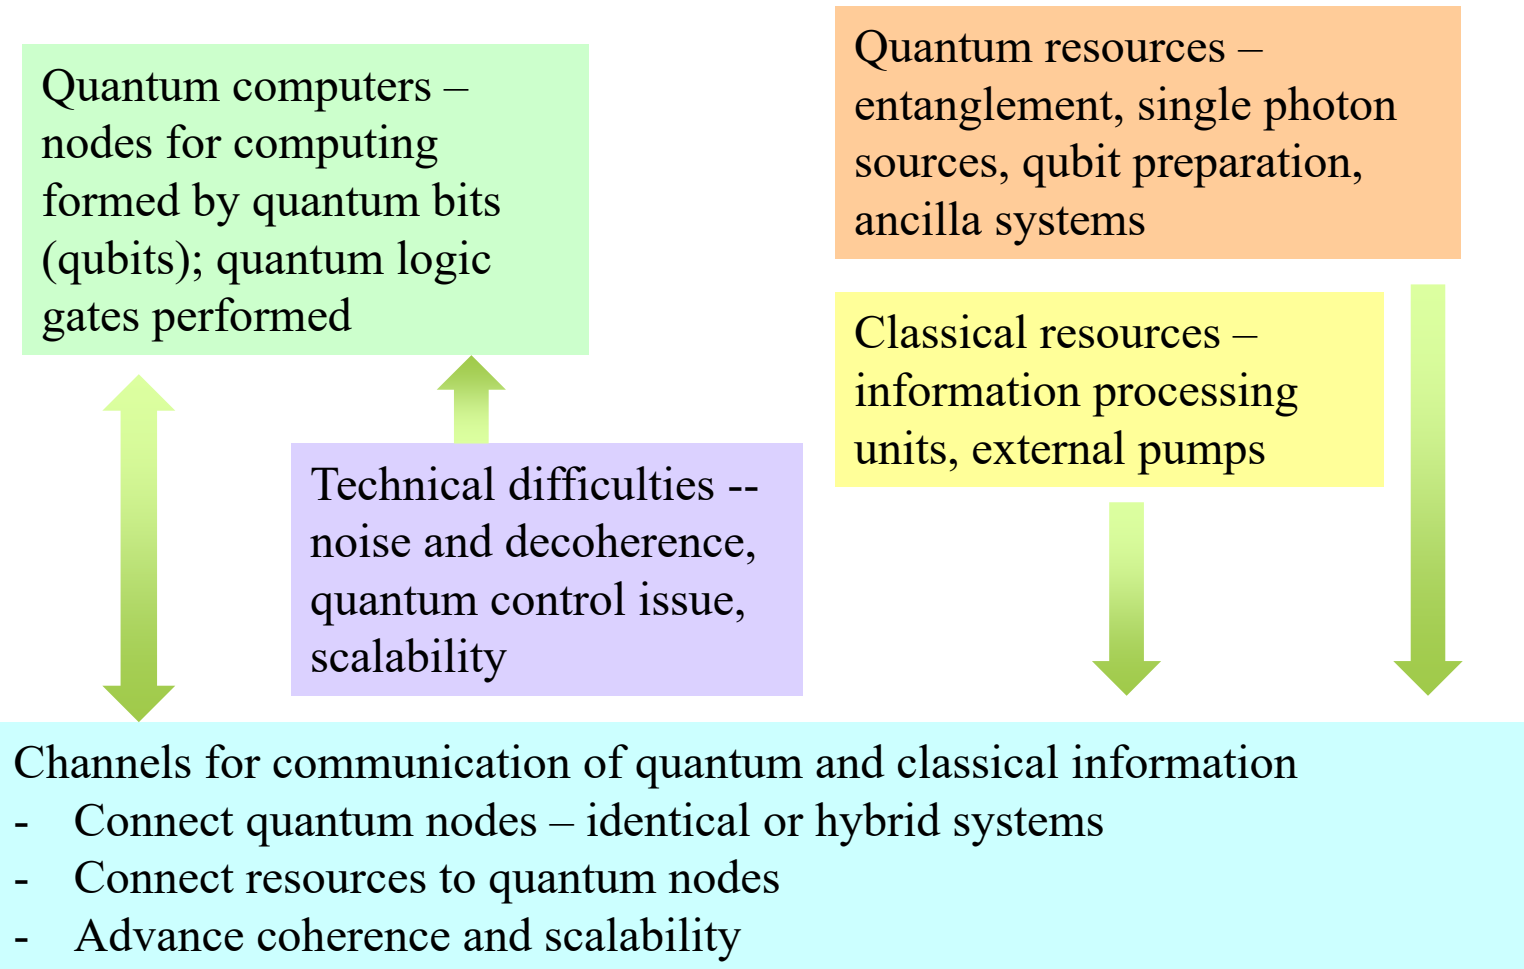 Quantum computers –
nodes for computing
formed by quantum bits
(qubits); quantum logic
gates performed
Quantum resources –
entanglement, single photon
sources, qubit preparation,
ancilla systems
Classical resources –
information processing
units, external pumps
Technical difficulties --
noise and decoherence,
quantum control issue,
scalability
Channels for communication of quantum and classical information
- Connect quantum nodes – identical or hybrid systems
- Connect resources to quantum nodes
- Advance coherence and scalability